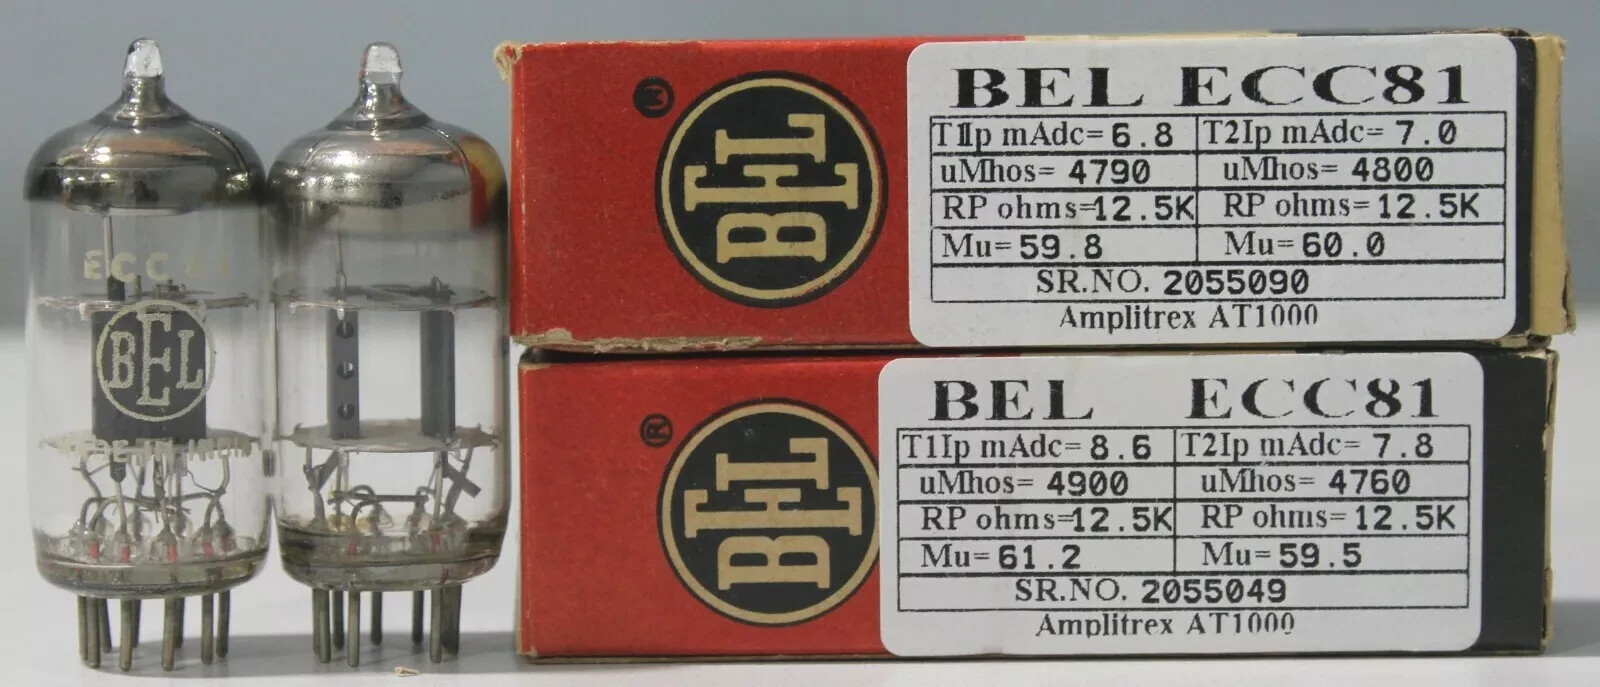 ECC81
BEL
MADE IN INDIA
BEL
BEL ECC81
T1Ip mAdc= 6.8 T2Ip mAdc= 7.0
uMhos= 4790 uMhos= 4800
RP ohms=12.5K RP ohms= 12.5K
Mu= 59.8 Mu= 60.0
SR.NO. 2055090
Amplitrex AT1000
®
BEL
BEL ECC81
T1Ip mAdc= 8.6 T2Ip mAdc= 7.8
uMhos= 4900 uMhos= 4760
RP ohms=12.5K RP ohms= 12.5K
Mu= 61.2 Mu= 59.5
SR.NO. 2055049
Amplitrex AT1000